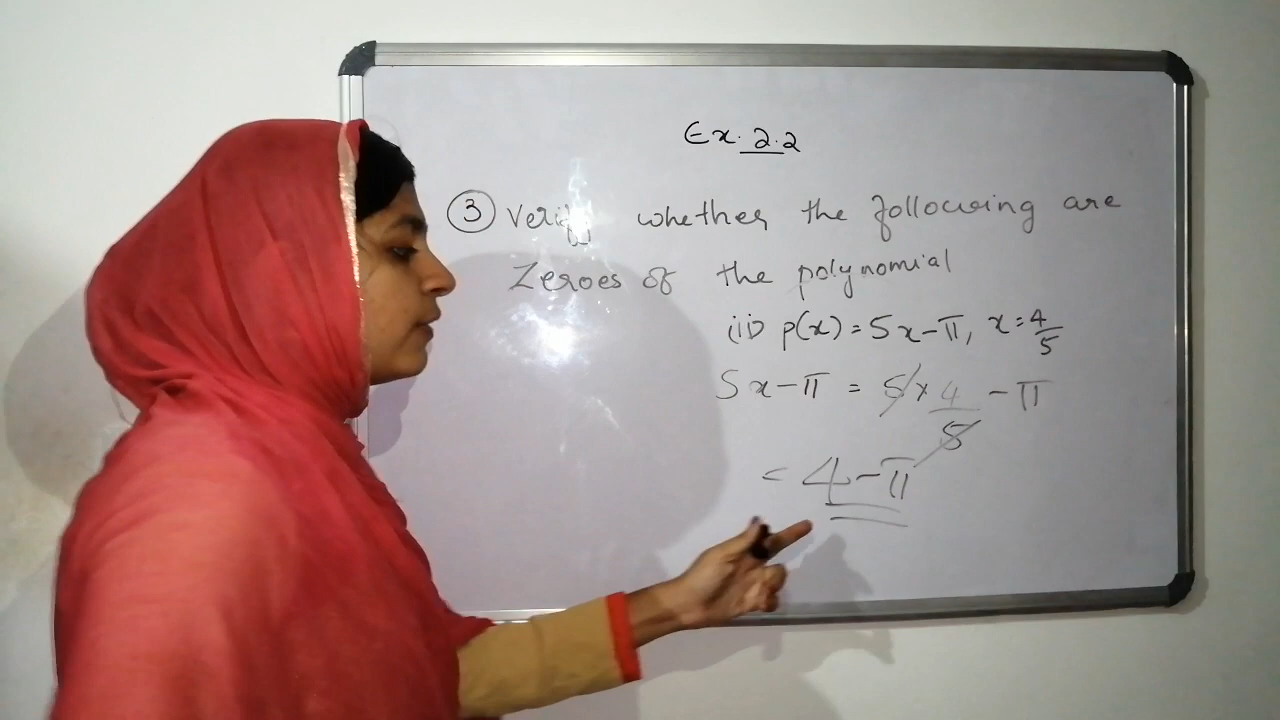 Ex. 2.2
③ Verify whether the following are
Zeroes of the polynomial
(ii) p(x) = 5x - π, x = 4/5
5x - π = 5 × 4/5 - π
= 4 - π